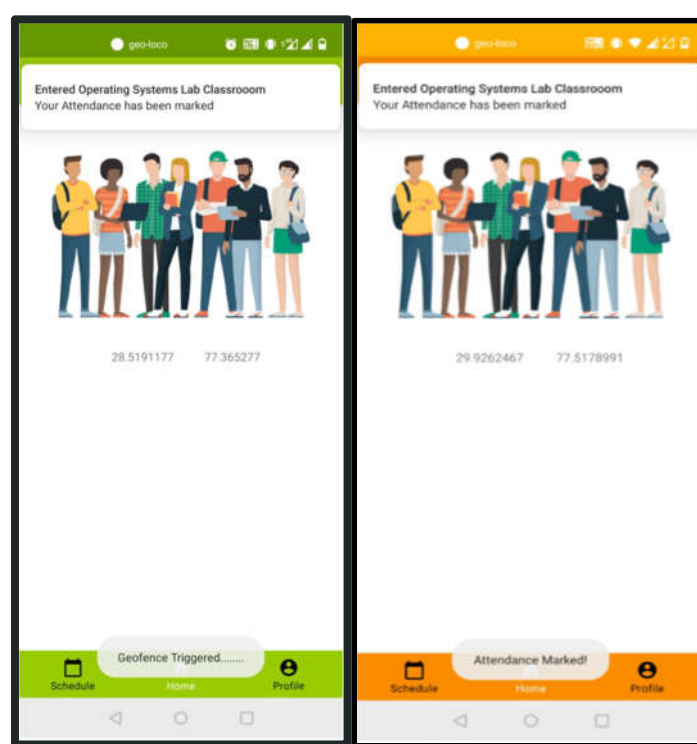 geo-loco
Entered Operating Systems Lab Classrooom
Your Attendance has been marked
28.5191177 77.365277
Geofence Triggered........
Schedule Home Profile
geo-loco
Entered Operating Systems Lab Classrooom
Your Attendance has been marked
29.9262467 77.5178991
Attendance Marked!
Schedule Home Profile